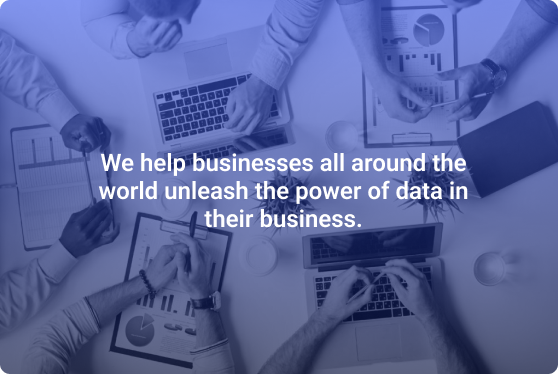 We help businesses all around the
world unleash the power of data in
their business.